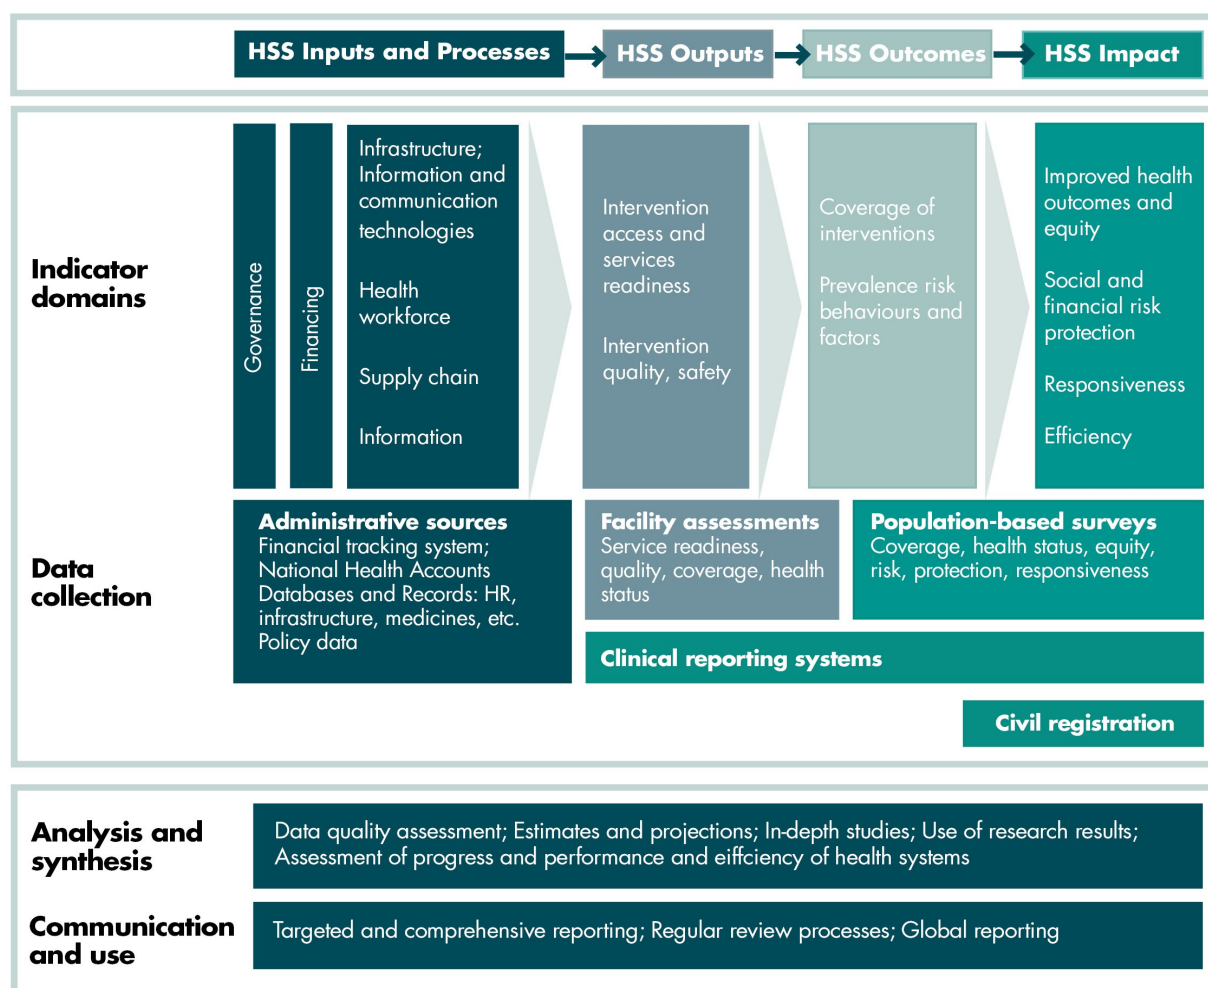 HSS Inputs and Processes
HSS Outputs
HSS Outcomes
HSS Impact
Indicator
domains
Governance
Financing
Infrastructure;
Information and
communication
technologies
Health
workforce
Supply chain
Information
Intervention
access and
services
readiness
Intervention
quality, safety
Coverage of
interventions
Prevalence risk
behaviours and
factors
Improved health
outcomes and
equity
Social and
financial risk
protection
Responsiveness
Efficiency
Data
collection
Administrative sources
Financial tracking system;
National Health Accounts
Databases and Records: HR,
infrastructure, medicines, etc.
Policy data
Facility assessments
Service readiness,
quality, coverage, health
status
Population-based surveys
Coverage, health status, equity,
risk, protection, responsiveness
Clinical reporting systems
Civil registration
Analysis and
synthesis
Data quality assessment; Estimates and projections; In-depth studies; Use of research results;
Assessment of progress and performance and eiffciency of health systems
Communication
and use
Targeted and comprehensive reporting; Regular review processes; Global reporting